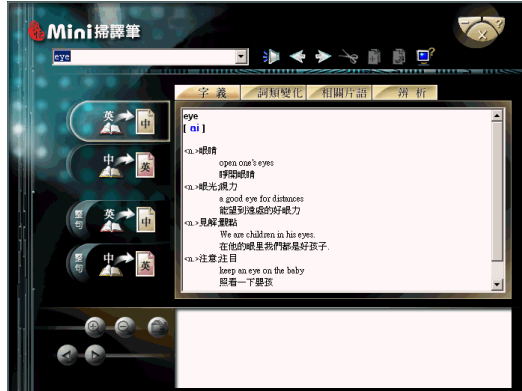 Mini掃譯筆
eye
字義 詞類變化 相關片語 辨析
英 中
中 英
整句 英 中
整句 中 英
eye
[ aı ]
<n.>眼睛
open one's eyes
睜開眼睛
<n.>眼光;視力
a good eye for distances
能望到遠處的好眼力
<n.>見解;觀點
We are children in his eyes.
在他的眼里我們都是好孩子.
<n.>注意;注目
keep an eye on the baby
照看一下嬰孩